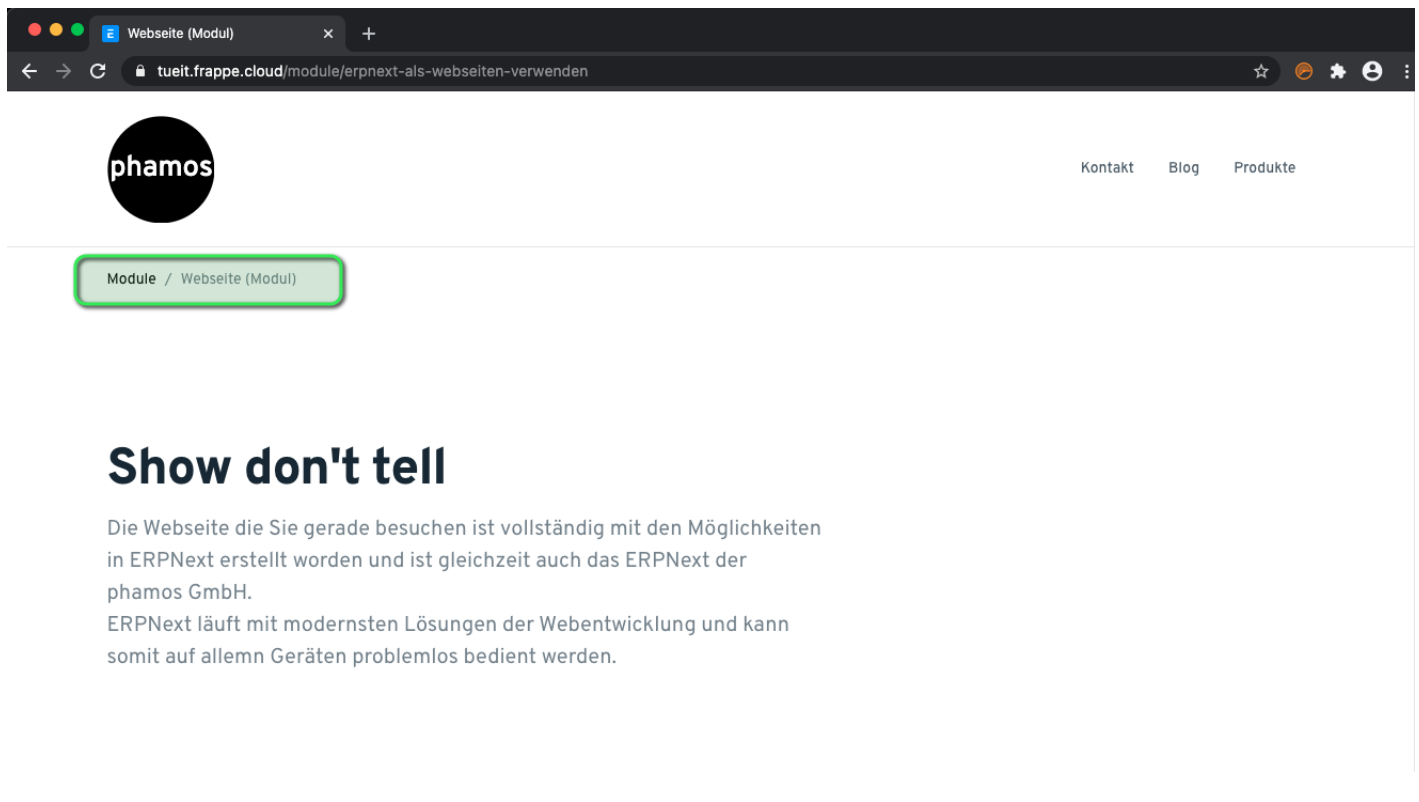 Webseite (Modul)
tueit.frappe.cloud/module/erpnext-als-webseiten-verwenden
phamos
Kontakt Blog Produkte
Module / Webseite (Modul)
Show don't tell
Die Webseite die Sie gerade besuchen ist vollständig mit den Möglichkeiten
in ERPNext erstellt worden und ist gleichzeit auch das ERPNext der
phamos GmbH.
ERPNext läuft mit modernsten Lösungen der Webentwicklung und kann
somit auf allemn Geräten problemlos bedient werden.